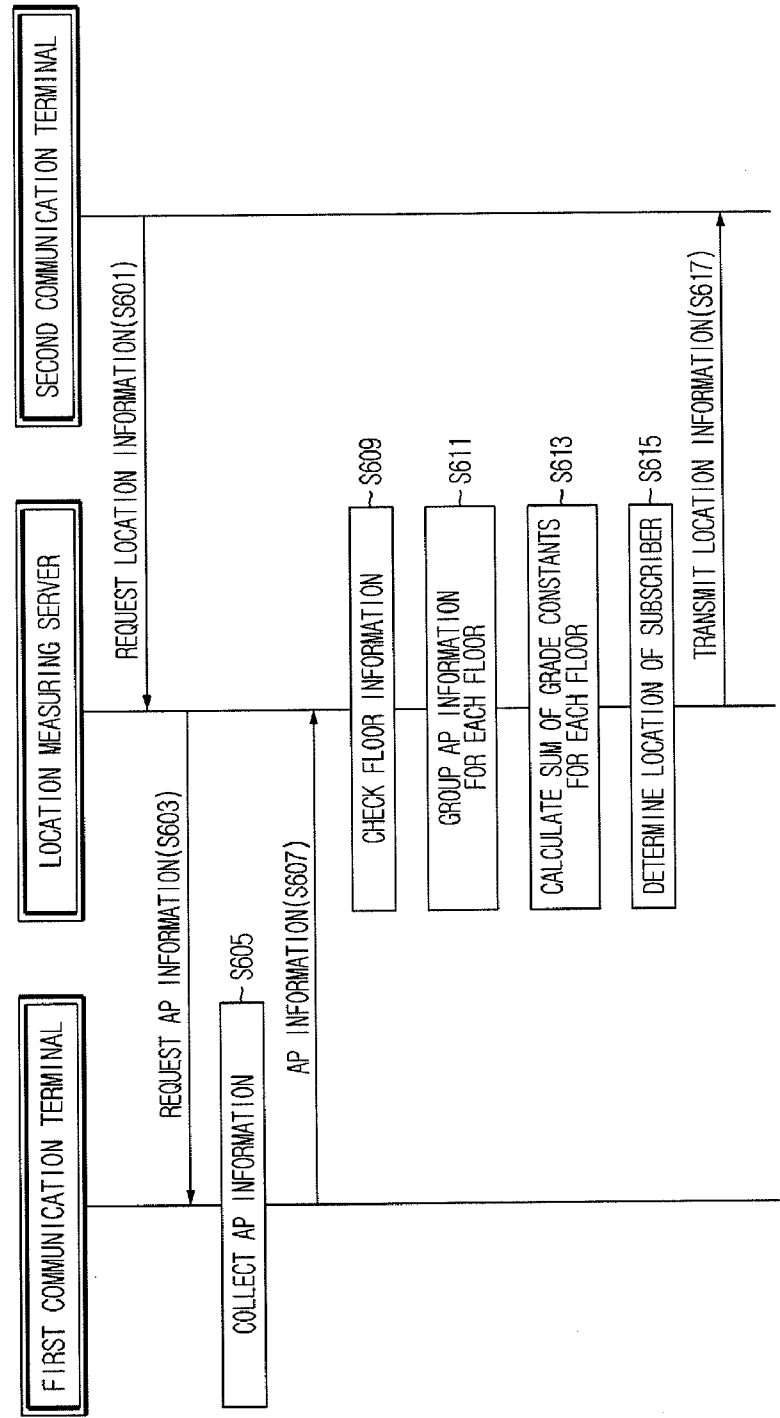 FIRST COMMUNICATION TERMINAL
LOCATION MEASURING SERVER
SECOND COMMUNICATION TERMINAL
REQUEST LOCATION INFORMATION(S601)
REQUEST AP INFORMATION(S603)
COLLECT AP INFORMATION
S605
AP INFORMATION(S607)
CHECK FLOOR INFORMATION
S609
GROUP AP INFORMATION
FOR EACH FLOOR
S611
CALCULATE SUM OF GRADE CONSTANTS
FOR EACH FLOOR
S613
DETERMINE LOCATION OF SUBSCRIBER
S615
TRANSMIT LOCATION INFORMATION(S617)